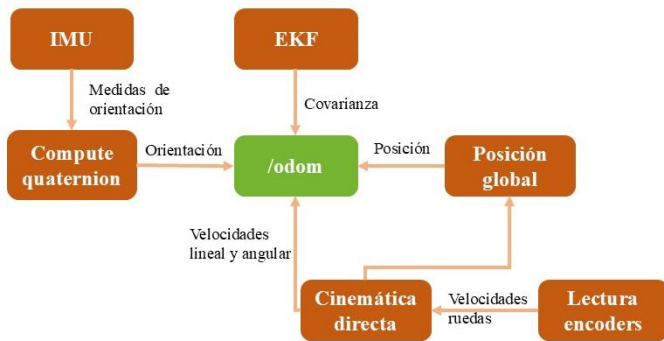 IMU
EKF
Medidas de
orientación
Covarianza
Compute
quaternion
Orientación
/odom
Posición
Posición
global
Velocidades
lineal y angular
Cinemática
directa
Velocidades
ruedas
Lectura
encoders